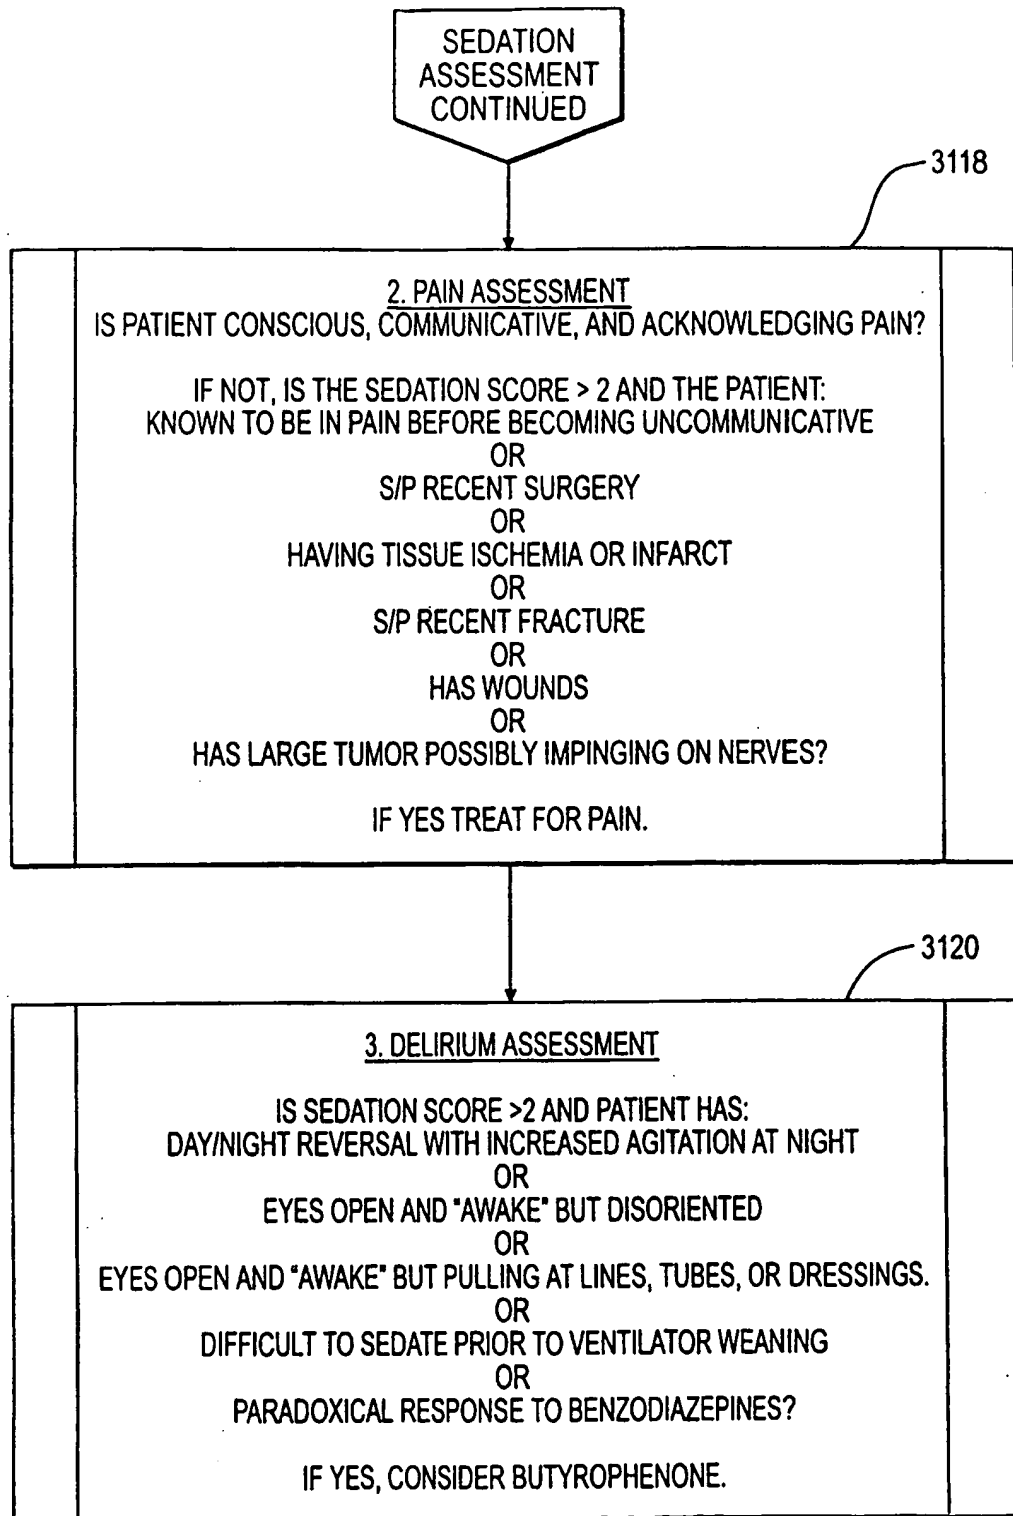 SEDATION
ASSESSMENT
CONTINUED
3118
2. PAIN ASSESSMENT
IS PATIENT CONSCIOUS, COMMUNICATIVE, AND ACKNOWLEDGING PAIN?
IF NOT, IS THE SEDATION SCORE > 2 AND THE PATIENT:
KNOWN TO BE IN PAIN BEFORE BECOMING UNCOMMUNICATIVE
OR
S/P RECENT SURGERY
OR
HAVING TISSUE ISCHEMIA OR INFARCT
OR
S/P RECENT FRACTURE
OR
HAS WOUNDS
OR
HAS LARGE TUMOR POSSIBLY IMPINGING ON NERVES?
IF YES TREAT FOR PAIN.
3120
3. DELIRIUM ASSESSMENT
IS SEDATION SCORE >2 AND PATIENT HAS:
DAY/NIGHT REVERSAL WITH INCREASED AGITATION AT NIGHT
OR
EYES OPEN AND "AWAKE" BUT DISORIENTED
OR
EYES OPEN AND "AWAKE" BUT PULLING AT LINES, TUBES, OR DRESSINGS.
OR
DIFFICULT TO SEDATE PRIOR TO VENTILATOR WEANING
OR
PARADOXICAL RESPONSE TO BENZODIAZEPINES?
IF YES, CONSIDER BUTYROPHENONE.